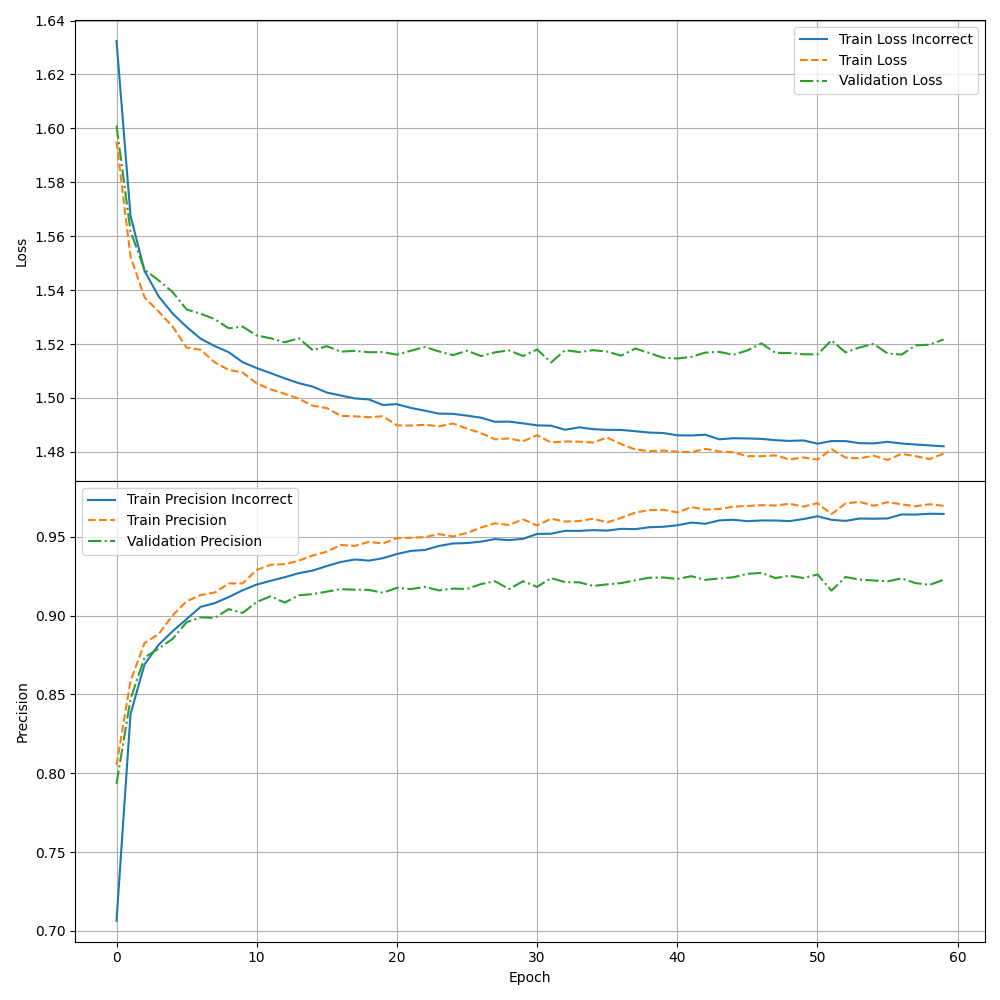 1.64
1.62
1.60
1.58
1.56
1.54
1.52
1.50
1.48
Loss
Train Loss Incorrect
Train Loss
Validation Loss
0.95
0.90
0.85
0.80
0.75
0.70
Precision
Train Precision Incorrect
Train Precision
Validation Precision
0 10 20 30 40 50 60
Epoch